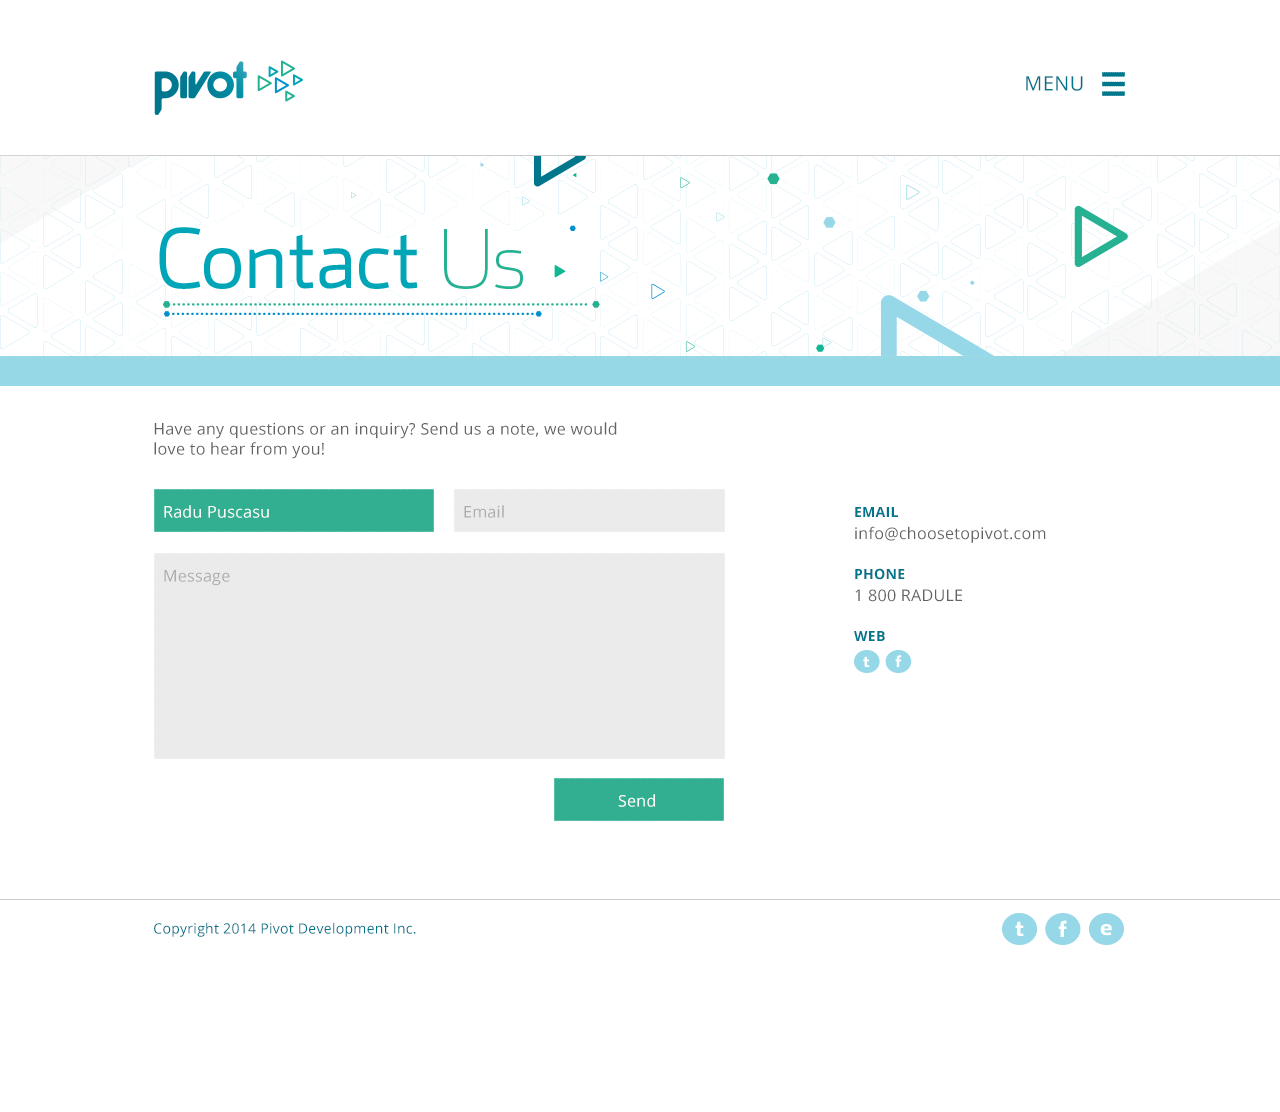 pivot
MENU
Contact Us
Have any questions or an inquiry? Send us a note, we would
love to hear from you!
Radu Puscasu
Email
Message
Send
EMAIL
info@choosetopivot.com
PHONE
1 800 RADULE
WEB
t f
Copyright 2014 Pivot Development Inc.
t f e